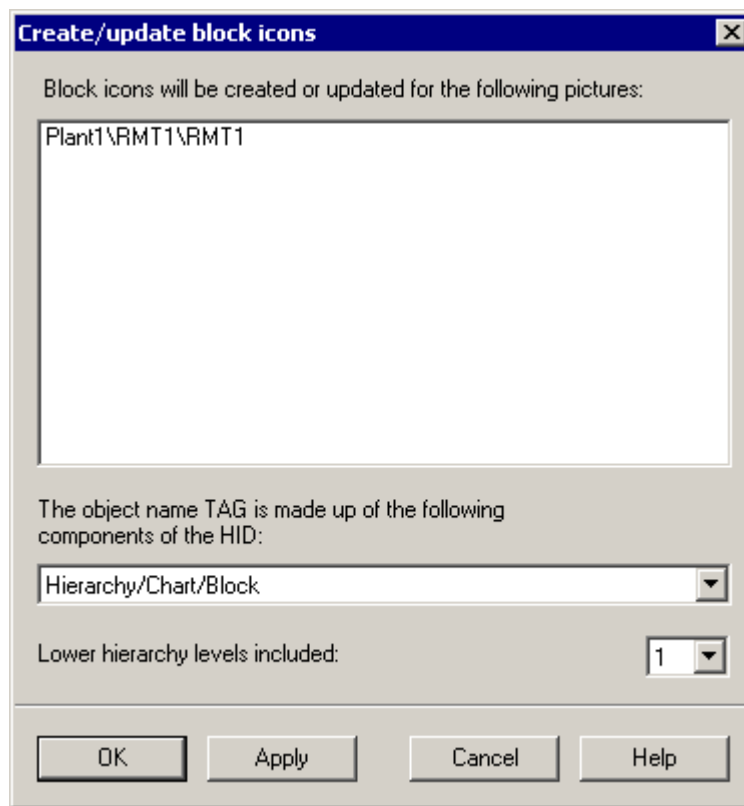 Create/update block icons
Block icons will be created or updated for the following pictures:
Plant1\RMT1\RMT1
The object name TAG is made up of the following
components of the HID:
Hierarchy/Chart/Block
Lower hierarchy levels included:
1
OK
Apply
Cancel
Help